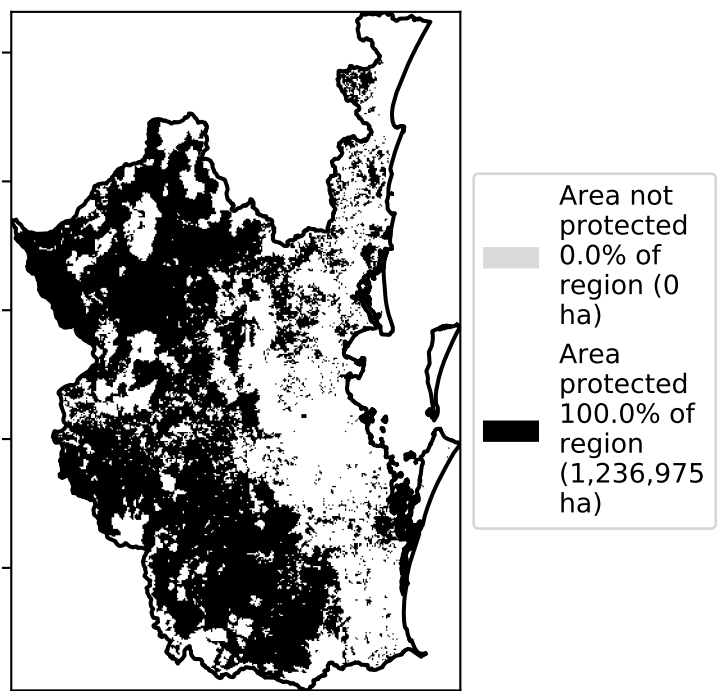 Area not
protected
0.0% of
region (0
ha)
Area
protected
100.0% of
region
(1,236,975
ha)